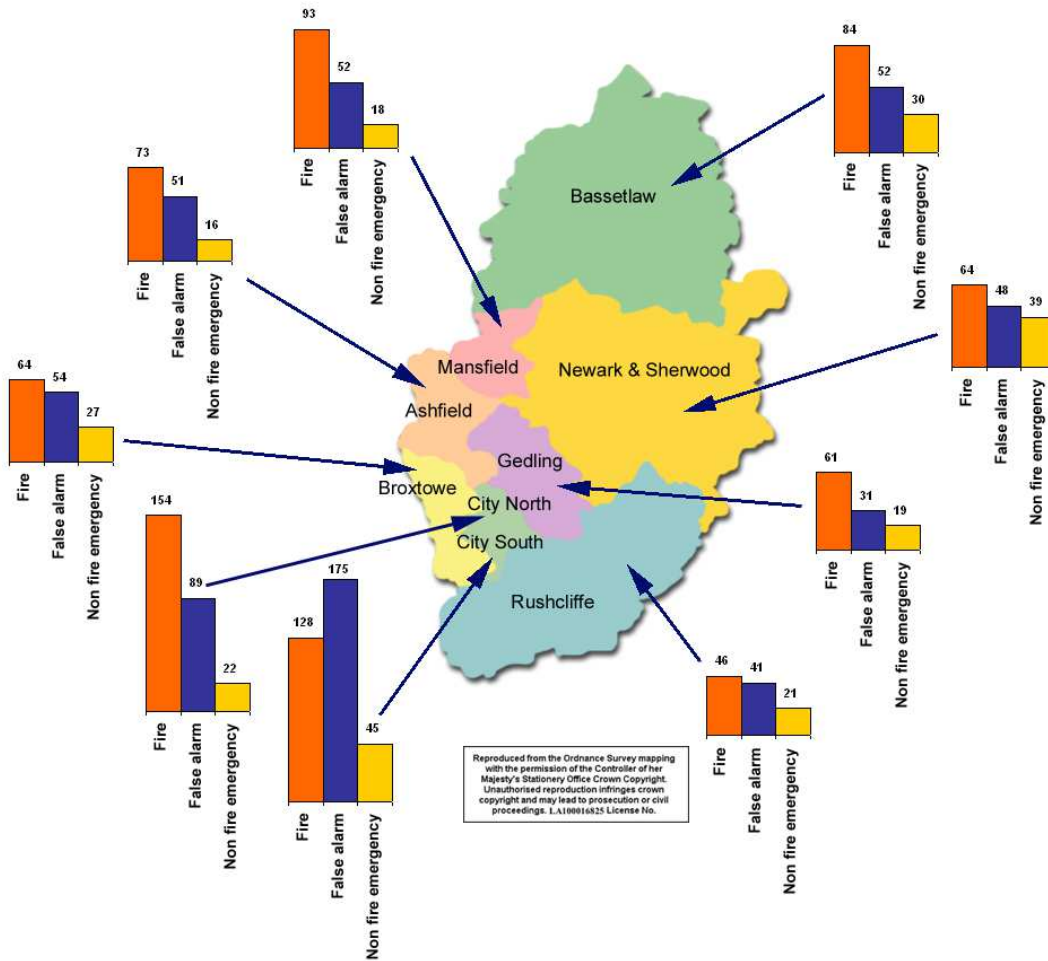 93
52
18
Fire
False alarm
Non fire emergency
84
52
30
Fire
False alarm
Non fire emergency
73
51
16
Fire
False alarm
Non fire emergency
64
48
39
Fire
False alarm
Non fire emergency
64
54
27
Fire
False alarm
Non fire emergency
61
31
19
Fire
False alarm
Non fire emergency
154
89
22
Fire
False alarm
Non fire emergency
128
175
45
Fire
False alarm
Non fire emergency
46
41
21
Fire
False alarm
Non fire emergency
Bassetlaw
Mansfield
Newark & Sherwood
Ashfield
Gedling
Broxtowe
City North
City South
Rushcliffe
Reproduced from the Ordnance Survey mapping
with the permission of the Controller of her
Majesty's Stationery Office Crown Copyright.
Unauthorised reproduction infringes crown
copyright and may lead to prosecution or civil
proceedings. LA100016825 License No.